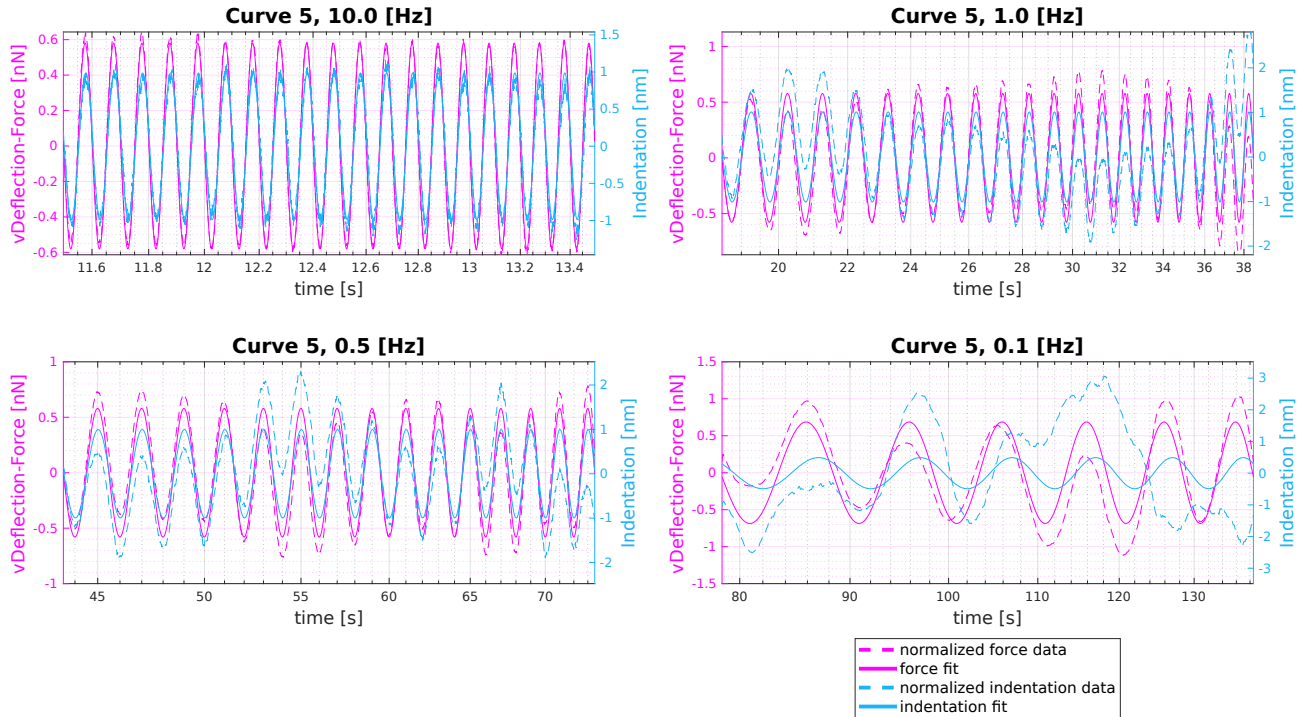 Curve 5, 10.0 [Hz]
vDeflection-Force [nN]
0.6
0.4
0.2
0
-0.2
-0.4
-0.6
1.5
1
0.5
0
-0.5
-1
Indentation [nm]
11.6 11.8 12 12.2 12.4 12.6 12.8 13 13.2 13.4
time [s]
Curve 5, 1.0 [Hz]
vDeflection-Force [nN]
1
0.5
0
-0.5
2
1
0
-1
-2
Indentation [nm]
20 22 24 26 28 30 32 34 36 38
time [s]
Curve 5, 0.5 [Hz]
vDeflection-Force [nN]
1
0.5
0
-0.5
-1
2
1
0
-1
-2
Indentation [nm]
45 50 55 60 65 70
time [s]
Curve 5, 0.1 [Hz]
vDeflection-Force [nN]
1.5
1
0.5
0
-0.5
-1
-1.5
3
2
1
0
-1
-2
-3
Indentation [nm]
80 90 100 110 120 130
time [s]
normalized force data
force fit
normalized indentation data
indentation fit